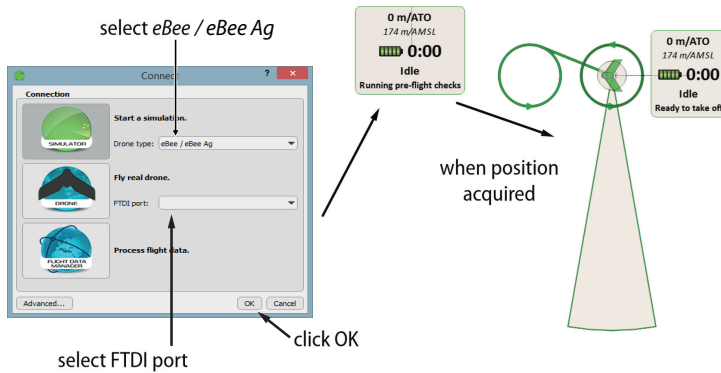 select eBee / eBee Ag
Connect
?
×
Connection
SIMULATOR
Start a simulation.
Drone type: eBee / eBee Ag
DRONE
Fly real drone.
FTDI port:
FLIGHT DATA
MANAGER
Process flight data.
Advanced...
OK
Cancel
click OK
select FTDI port
0 m/ATO
174 m/AMSL
0:00
Idle
Running pre-flight checks
when position
acquired
0 m/ATO
174 m/AMSL
0:00
Idle
Ready to take off